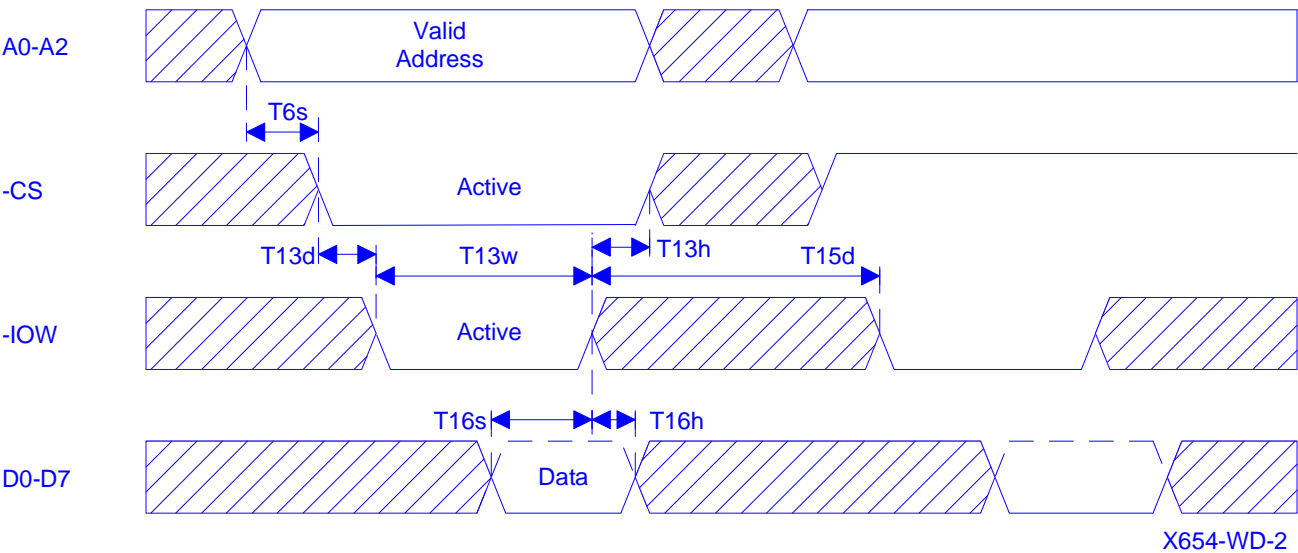 A0-A2
Valid
Address
T6s
-CS
Active
T13d
T13w
T13h
T15d
-IOW
Active
T16s
T16h
D0-D7
Data
X654-WD-2